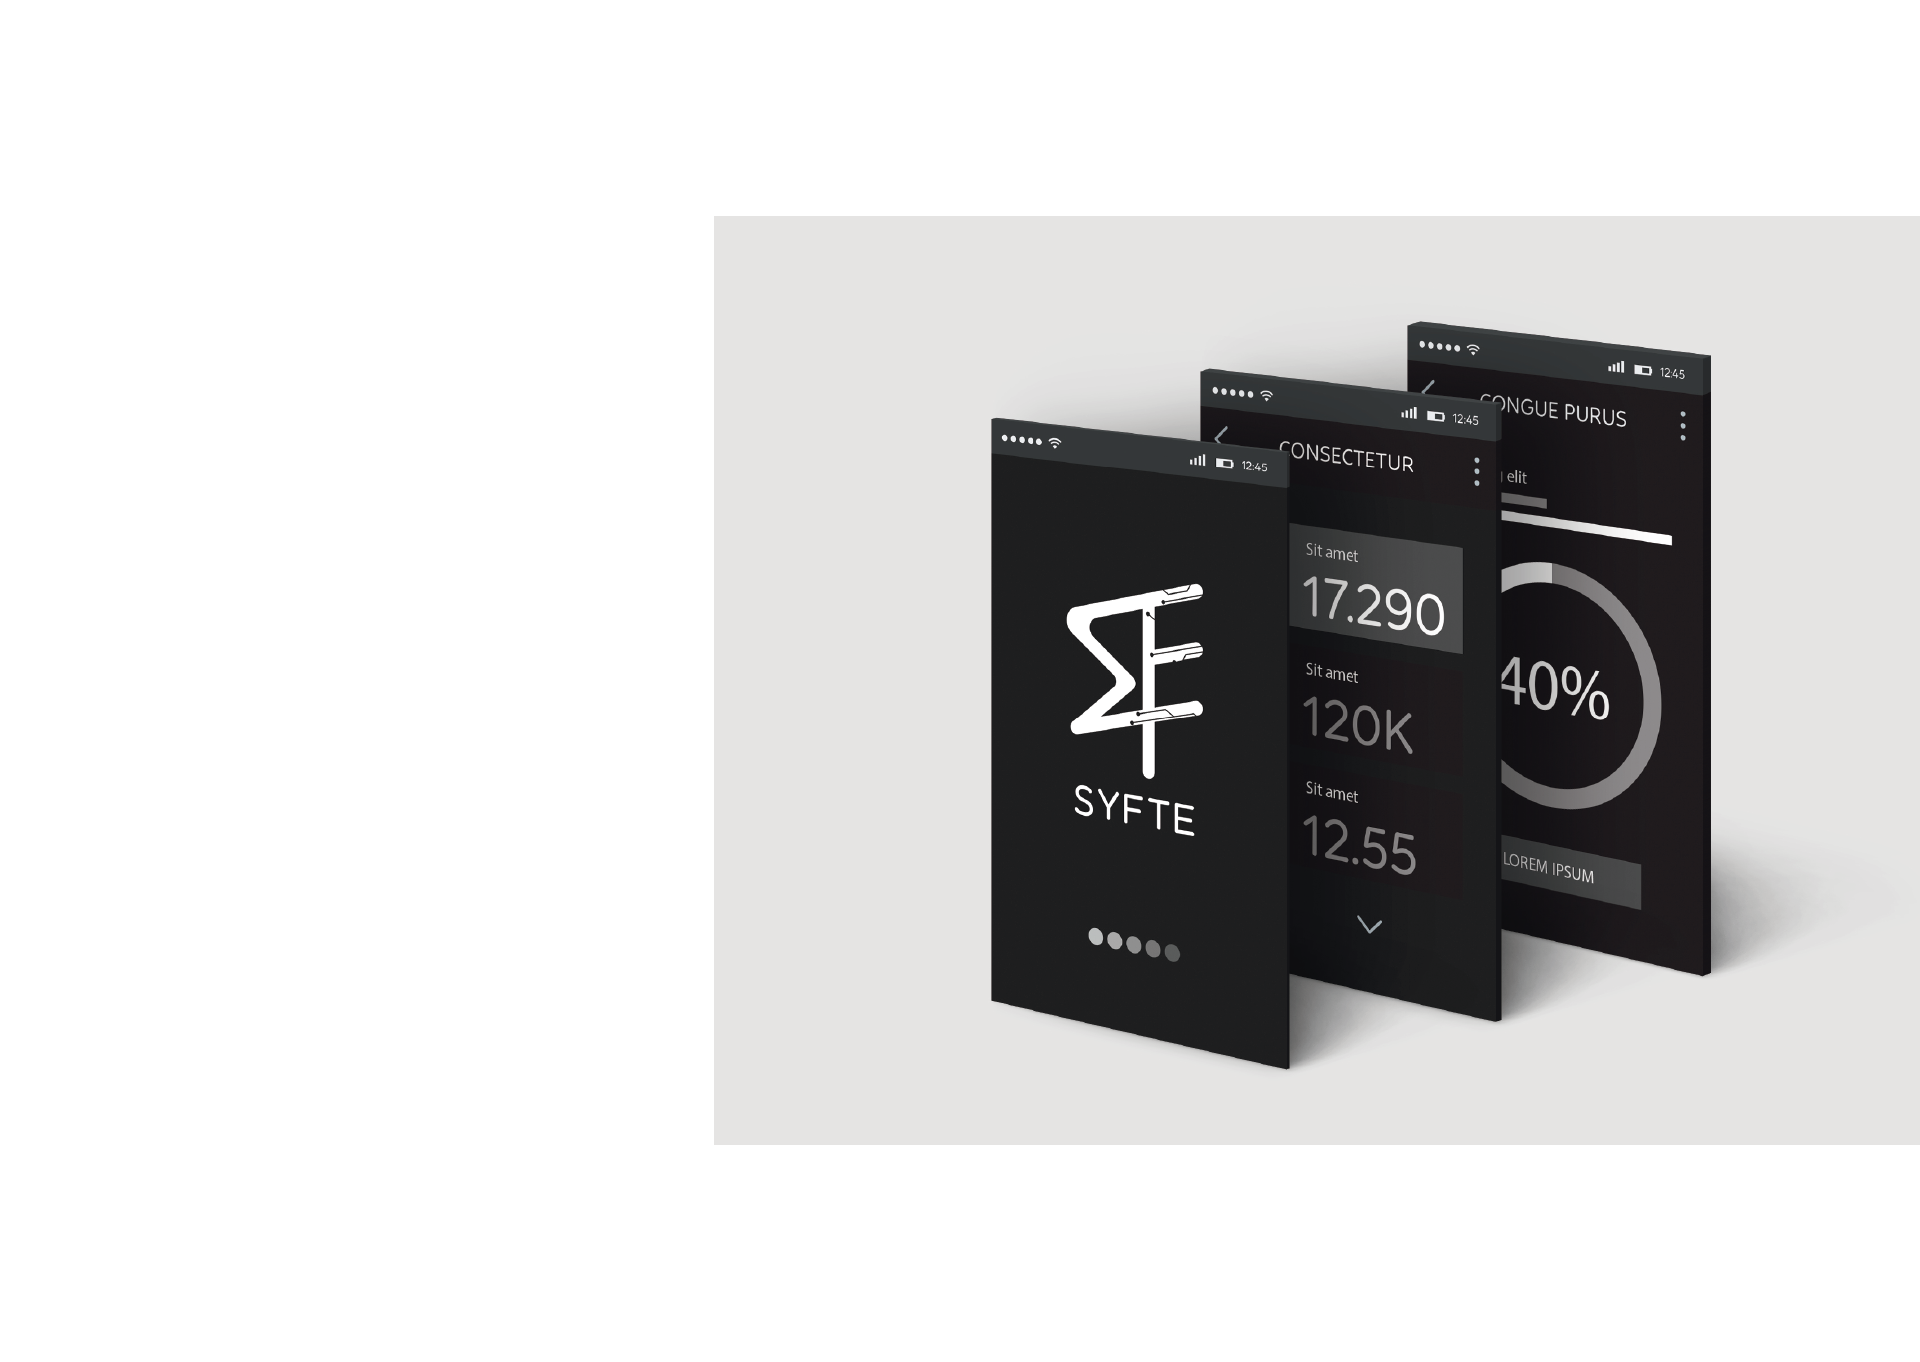 12:45
SYFTE
12:45
CONSECTETUR
Sit amet
17.290
Sit amet
120K
Sit amet
12.55
12:45
CONGUE PURUS
elit
40%
LOREM IPSUM